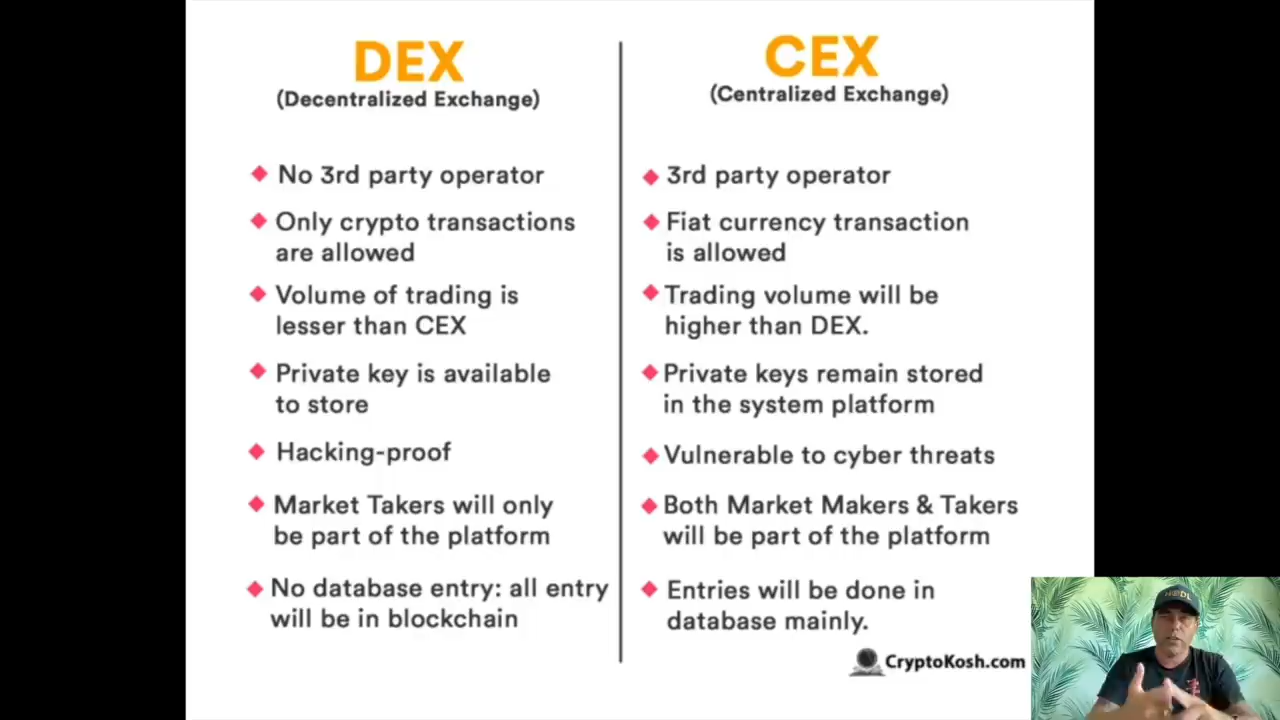 DEX
(Decentralized Exchange)
No 3rd party operator
Only crypto transactions
are allowed
Volume of trading is
lesser than CEX
Private key is available
to store
Hacking-proof
Market Takers will only
be part of the platform
No database entry: all entry
will be in blockchain
CEX
(Centralized Exchange)
3rd party operator
Fiat currency transaction
is allowed
Trading volume will be
higher than DEX.
Private keys remain stored
in the system platform
Vulnerable to cyber threats
Both Market Makers & Takers
will be part of the platform
Entries will be done in
database mainly.
CryptoKosh.com